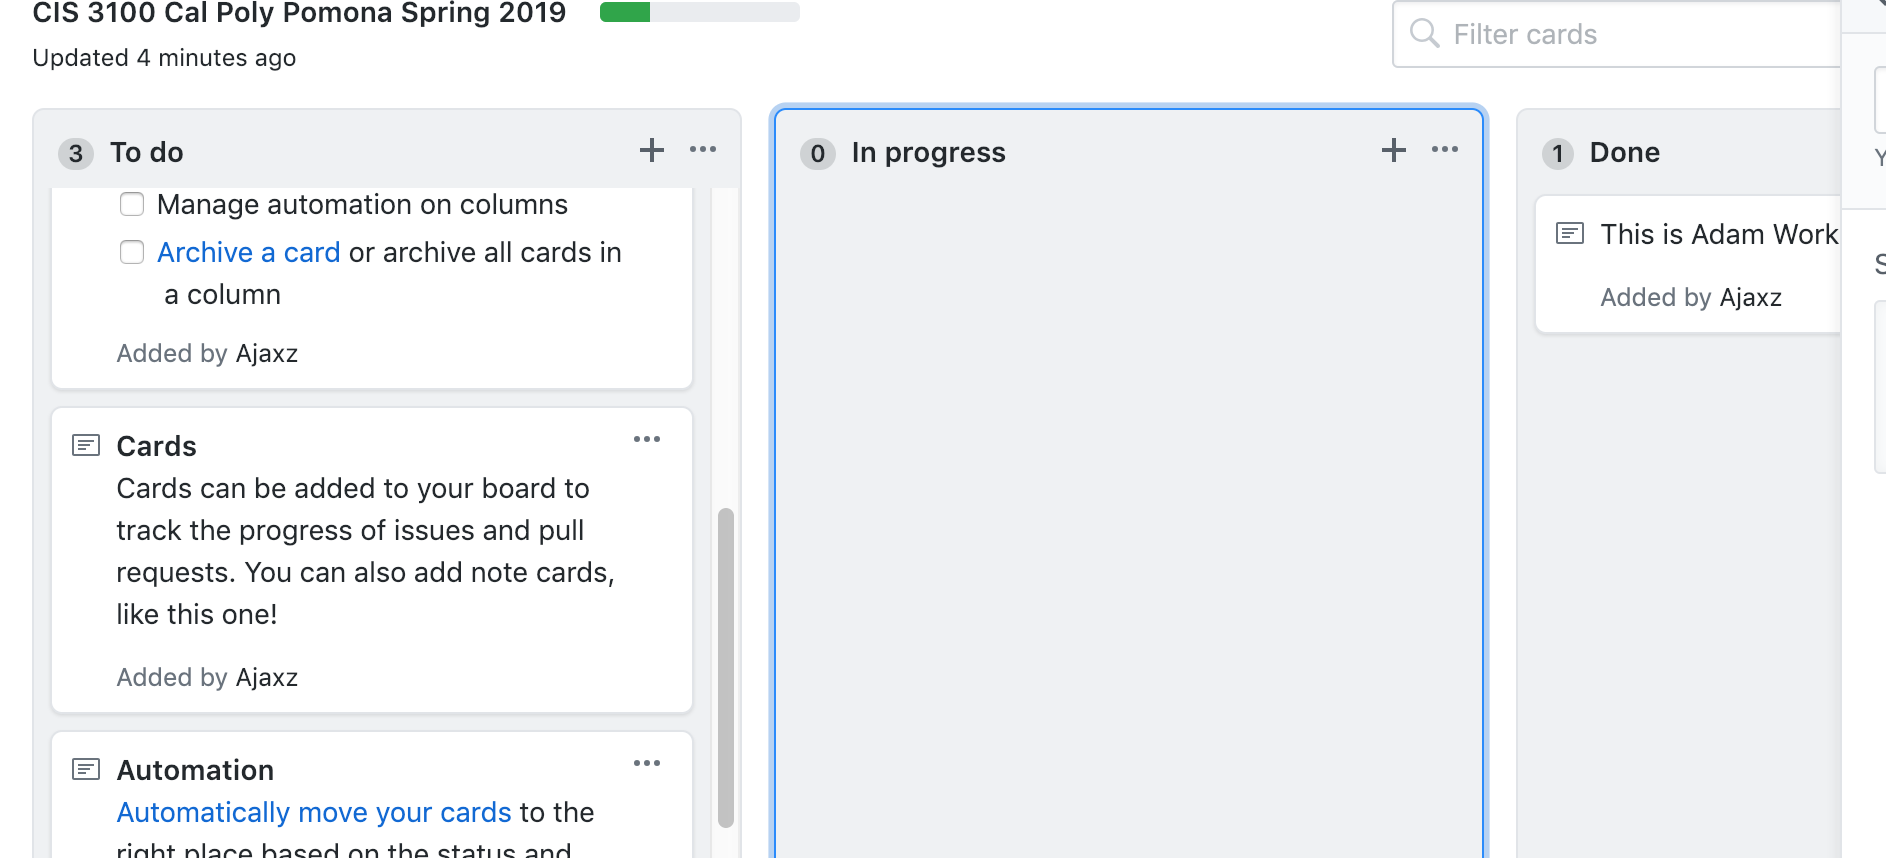 CIS 3100 Cal Poly Pomona Spring 2019
Updated 4 minutes ago
Filter cards
3 To do
Manage automation on columns
Archive a card or archive all cards in
a column
Added by Ajaxz
Cards
Cards can be added to your board to
track the progress of issues and pull
requests. You can also add note cards,
like this one!
Added by Ajaxz
Automation
Automatically move your cards to the
right place based on the status and
0 In progress
1 Done
This is Adam Work
Added by Ajaxz